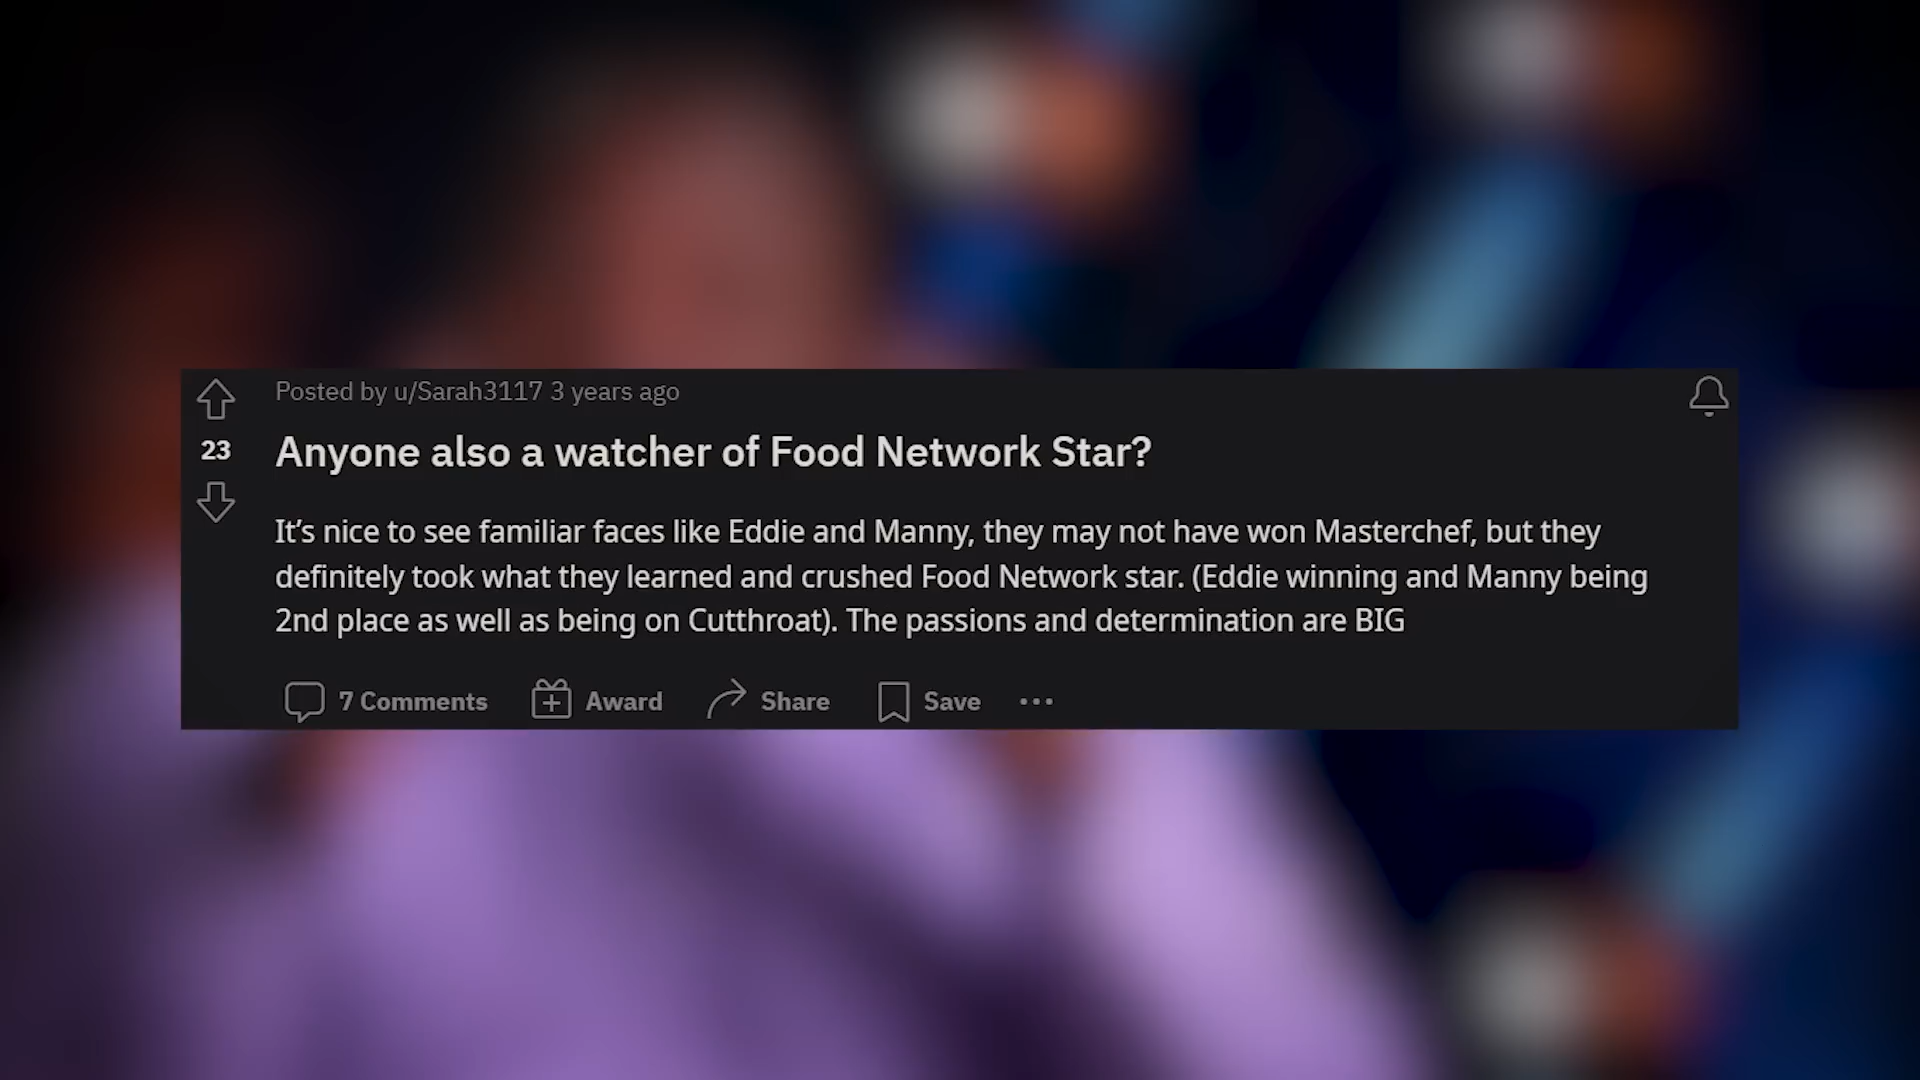 Posted by u/Sarah3117 3 years ago
23
Anyone also a watcher of Food Network Star?
It’s nice to see familiar faces like Eddie and Manny, they may not have won Masterchef, but they
definitely took what they learned and crushed Food Network star. (Eddie winning and Manny being
2nd place as well as being on Cutthroat). The passions and determination are BIG
7 Comments Award Share Save